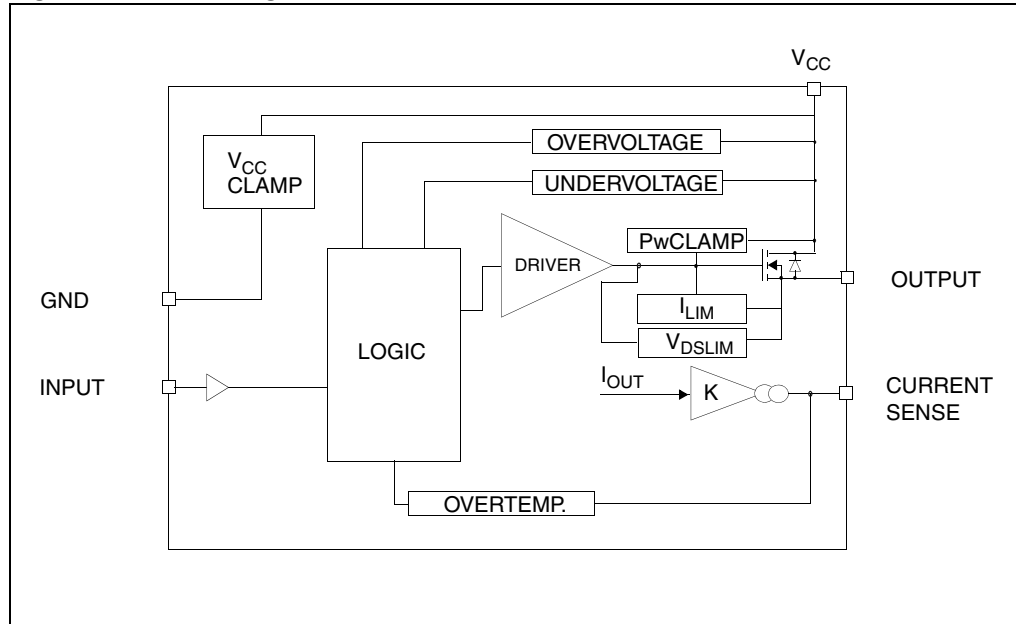 VCC
OVERVOLTAGE
VCC
CLAMP
UNDERVOLTAGE
PwCLAMP
DRIVER
OUTPUT
GND
ILIM
LOGIC
VDSLIM
INPUT
IOUT
K
CURRENT
SENSE
OVERTEMP.